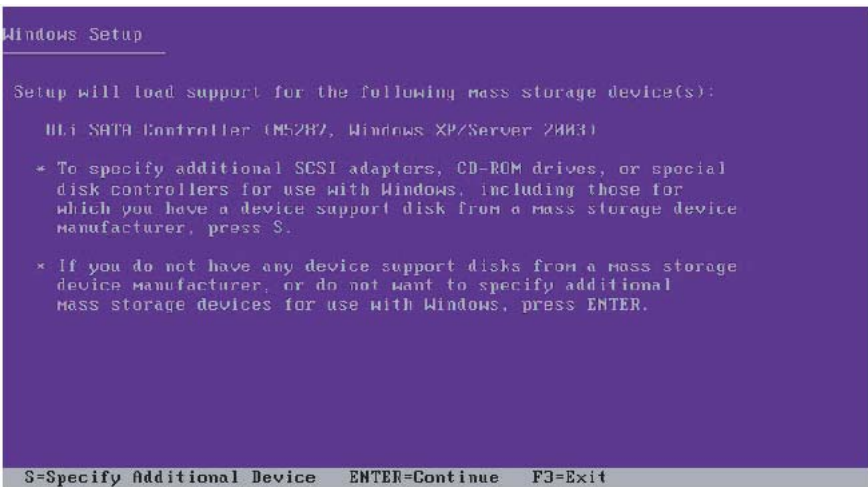 Windows Setup
Setup will load support for the following mass storage device(s):
ULi SATA Controller (M5287, Windows XP/Server 2003)
* To specify additional SCSI adapters, CD-ROM drives, or special
disk controllers for use with Windows, including those for
which you have a device support disk from a mass storage device
manufacturer, press S.
* If you do not have any device support disks from a mass storage
device manufacturer, or do not want to specify additional
mass storage devices for use with Windows, press ENTER.
S=Specify Additional Device ENTER=Continue F3=Exit